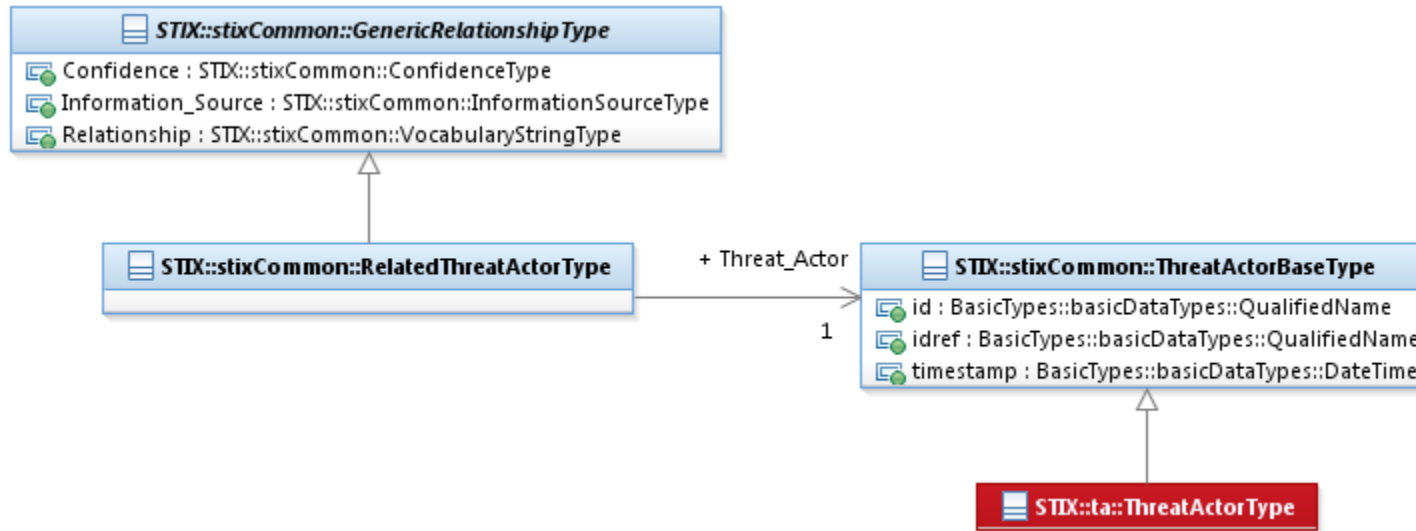 STIX::stixCommon::GenericRelationshipType
Confidence : STIX::stixCommon::ConfidenceType
Information_Source : STIX::stixCommon::InformationSourceType
Relationship : STIX::stixCommon::VocabularyStringType
STIX::stixCommon::RelatedThreatActorType
+ Threat_Actor
1
STIX::stixCommon::ThreatActorBaseType
id : BasicTypes::basicDataTypes::QualifiedName
idref : BasicTypes::basicDataTypes::QualifiedName
timestamp : BasicTypes::basicDataTypes::DateTime
STIX::ta::ThreatActorType